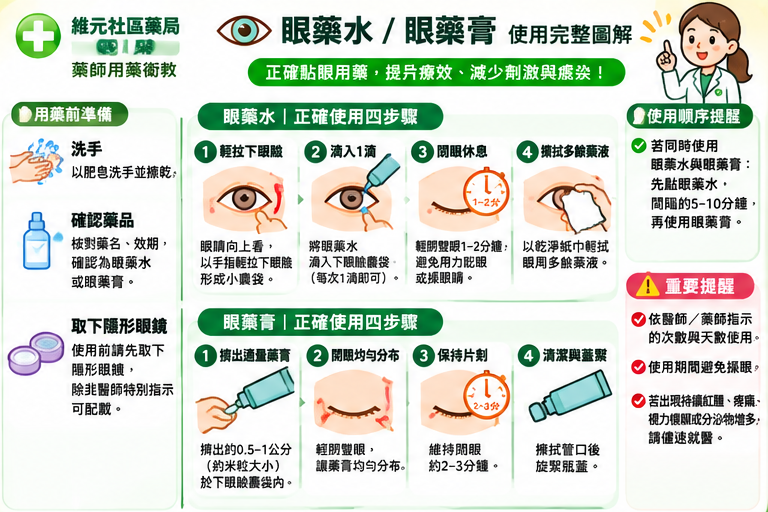 維元社區藥局
藥師用藥衛教
眼藥水 / 眼藥膏 使用完整圖解
正確點眼用藥，提升療效、減少刺激與感染！
用藥前準備
洗手
以肥皂洗手並擦乾。
確認藥品
核對藥名、效期，
確認為眼藥水
或眼藥膏。
取下隱形眼鏡
使用前請先取下
隱形眼鏡，
除非醫師特別指示
可配戴。
眼藥水｜正確使用四步驟
1 輕拉下眼瞼
眼睛向上看，
以手指輕拉下眼瞼
形成小囊袋。
2 滴入1滴
將眼藥水
滴入下眼瞼囊袋
（每次1滴即可）。
3 閉眼休息
1-2分
輕閉雙眼1-2分鐘，
避免用力眨眼
或揉眼睛。
4 擦拭多餘藥液
以乾淨紙巾輕拭
眼周多餘藥液。
眼藥膏｜正確使用四步驟
1 擠出適量藥膏
擠出約0.5-1公分
（約米粒大小）
於下眼瞼囊袋內。
2 閉眼均勻分布
輕閉雙眼，
讓藥膏均勻分布。
3 保持片刻
2-3分
維持閉眼
約2-3分鐘。
4 清潔與蓋緊
擦拭管口後
旋緊瓶蓋。
使用順序提醒
若同時使用
眼藥水與眼藥膏：
先點眼藥水，
間隔約5-10分鐘，
再使用眼藥膏。
重要提醒
依醫師／藥師指示
的次數與天數使用。
使用期間避免揉眼。
若出現持續紅腫、疼痛、
視力模糊或分泌物增多，
請儘速就醫。